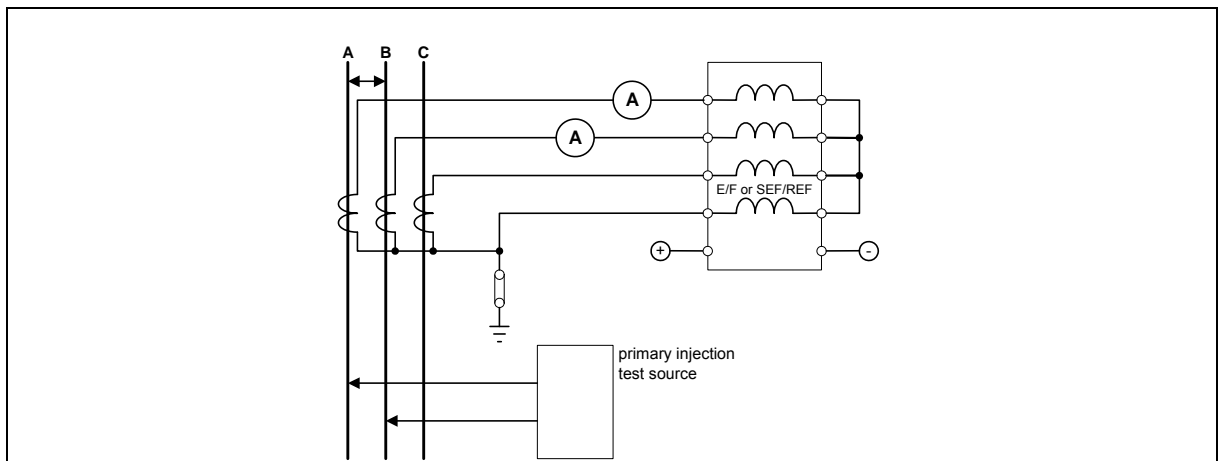 A B C
A
A
E/F or SEF/REF
+ -
primary injection
test source